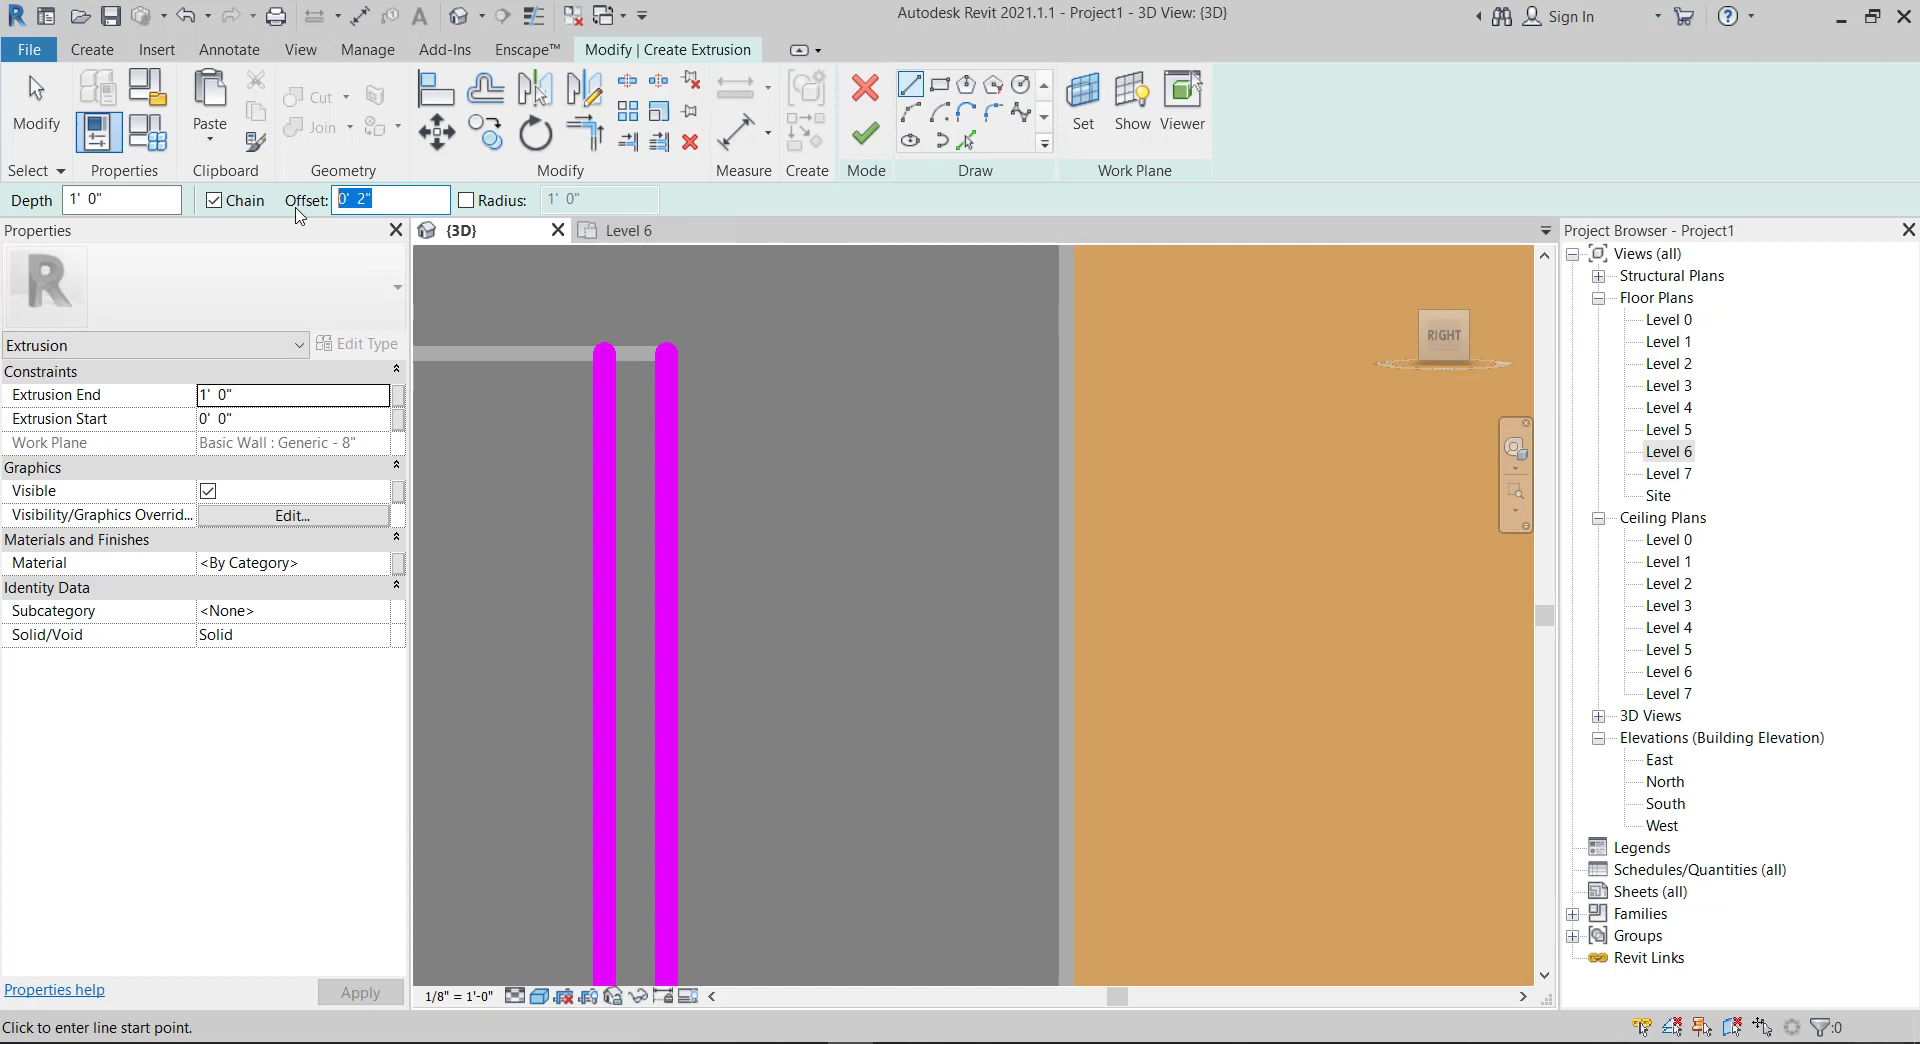 Autodesk Revit 2021.1.1 - Project1 - 3D View: {3D}
Sign In
File
Create
Insert
Annotate
View
Manage
Add-Ins
Enscape™
Modify | Create Extrusion
Modify
Paste
Cut
Join
Set
Show
Viewer
Select
Properties
Clipboard
Geometry
Modify
Measure
Create
Mode
Draw
Work Plane
Depth
1' 0"
Chain
Offset:
0' 2"
Radius:
1' 0"
Properties
{3D}
Level 6
Project Browser - Project1
R
Extrusion
Edit Type
Constraints
Extrusion End
1' 0"
Extrusion Start
0' 0"
Work Plane
Basic Wall : Generic - 8"
Graphics
Visible
Visibility/Graphics Overrid...
Edit...
Materials and Finishes
Material
<By Category>
Identity Data
Subcategory
<None>
Solid/Void
Solid
Properties help
Apply
RIGHT
1/8" = 1'-0"
Views (all)
Structural Plans
Floor Plans
Level 0
Level 1
Level 2
Level 3
Level 4
Level 5
Level 6
Level 7
Site
Ceiling Plans
Level 0
Level 1
Level 2
Level 3
Level 4
Level 5
Level 6
Level 7
3D Views
Elevations (Building Elevation)
East
North
South
West
Legends
Schedules/Quantities (all)
Sheets (all)
Families
Groups
Revit Links
Click to enter line start point.
:0